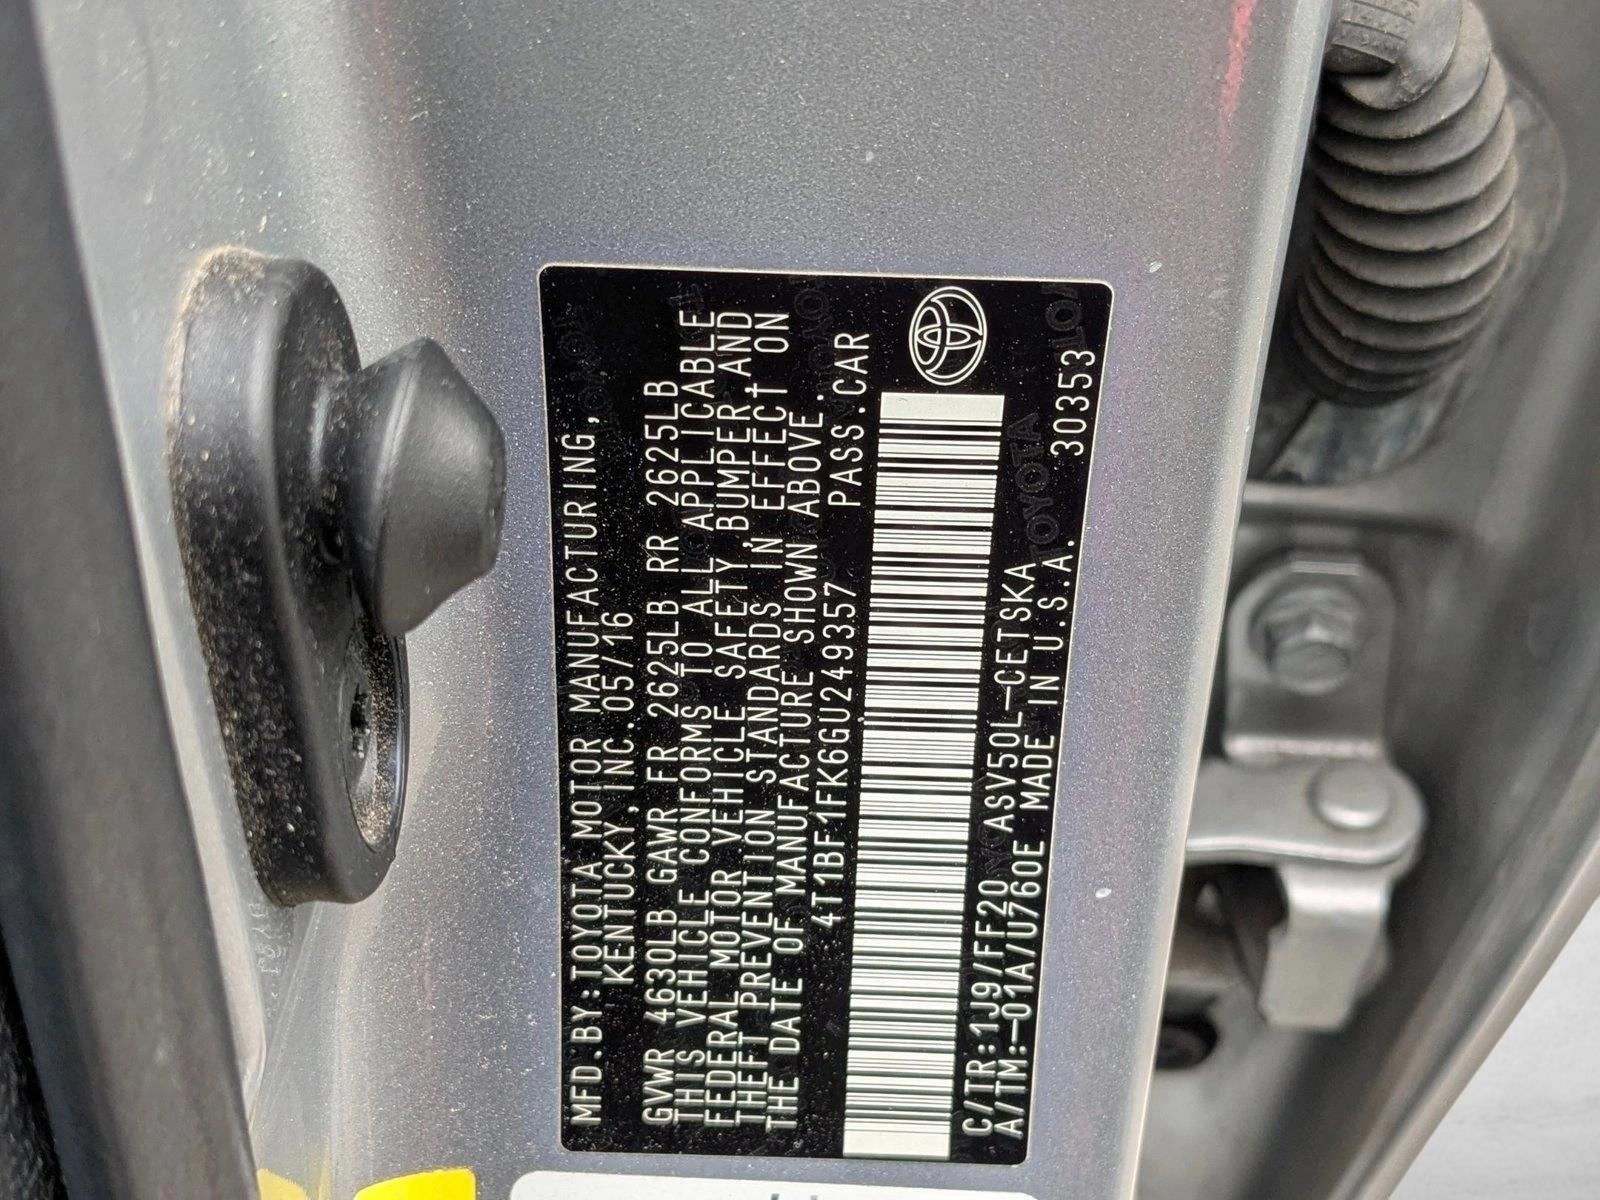 MFD.BY:TOYOTA MOTOR MANUFACTURING,
KENTUCKY, INC.05/16
GVWR 4630LB GAWR FR 2625LB RR 2625LB
THIS VEHICLE CONFORMS TO ALL APPLICABLE
FEDERAL MOTOR VEHICLE SAFETY, BUMPER, AND
THEFT PREVENTION STANDARDS IN EFFECT ON
THE DATE OF MANUFACTURE SHOWN ABOVE.
4T1BF1FK6GU249357 PASS.CAR
C/TR:1J9/FF20 ASV50L-CETSKA
A/TM:-01A/U760E MADE IN U.S.A. 30353
TOYOTA